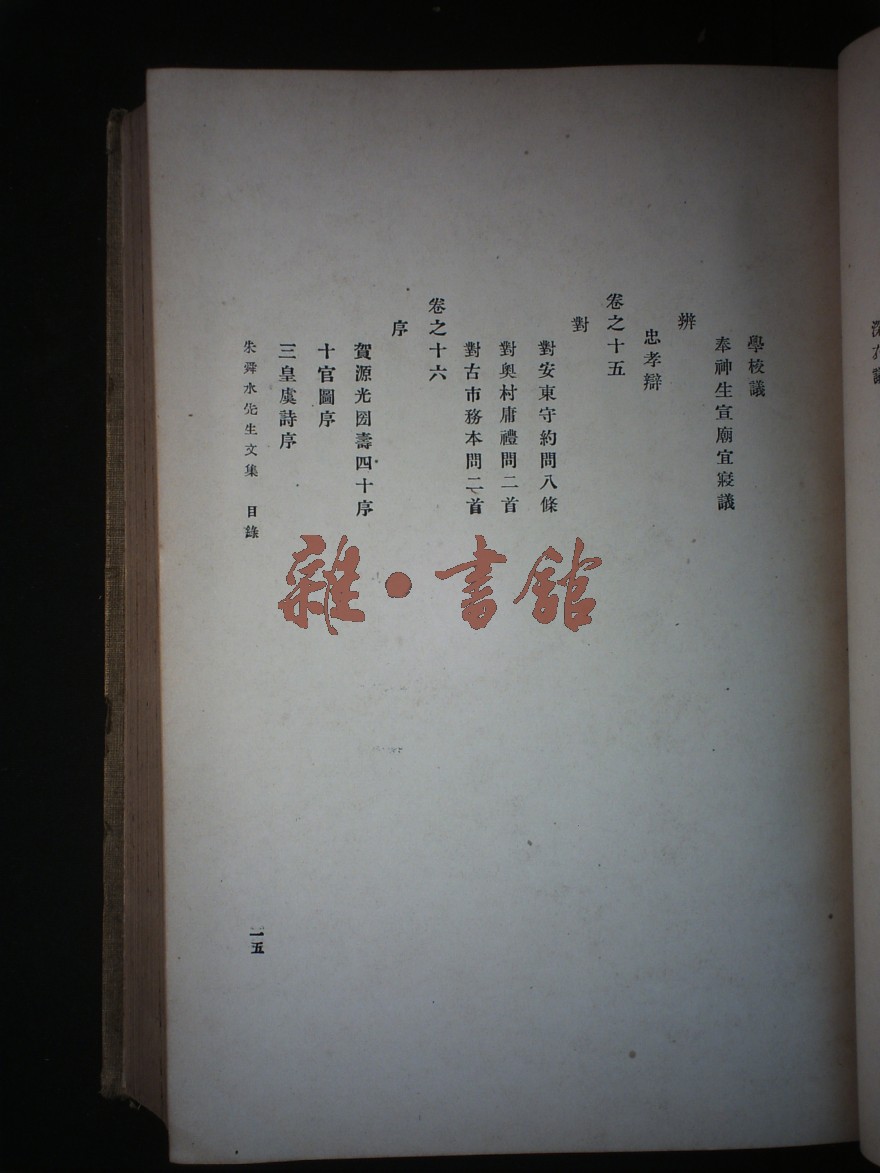 學校議
奉神主宣廟宜寢議
辨
忠孝辯
卷之十五
對
對安東守約問八條
對奧村庸禮問二首
對古市務本問二首
卷之十六
序
賀源光圀壽四十序
十官圖序
三皇虞詩序
朱舜水先生文集 目錄
一五
雜·書館